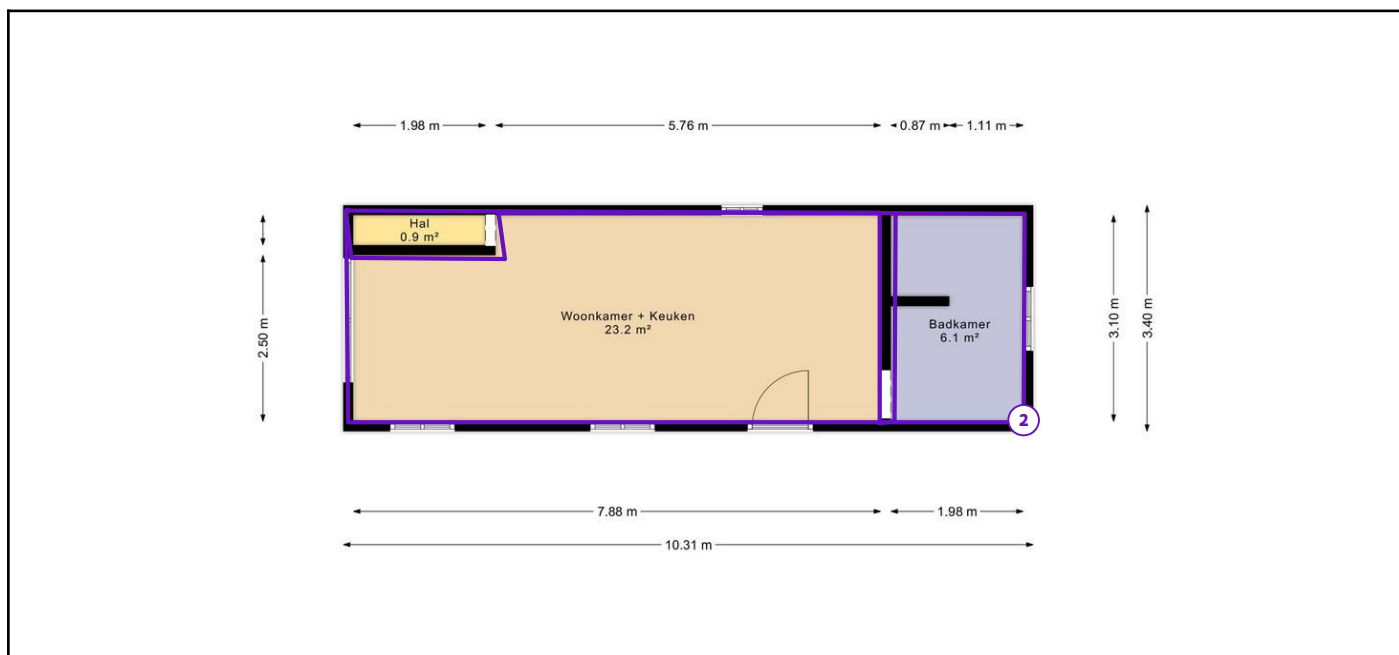 1.98 m
5.76 m
0.87 m
1.11 m
Hal
0.9 m²
2.50 m
Woonkamer + Keuken
23.2 m²
Badkamer
6.1 m²
3.10 m
3.40 m
2
7.88 m
1.98 m
10.31 m